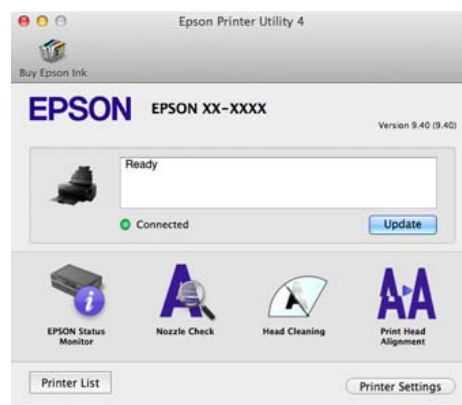 Epson Printer Utility 4
Buy Epson Ink
EPSON EPSON XX-XXXX
Version 9.40 (9.40)
Ready
Connected Update
EPSON Status
Monitor
Nozzle Check
Head Cleaning
Print Head
Alignment
Printer List Printer Settings